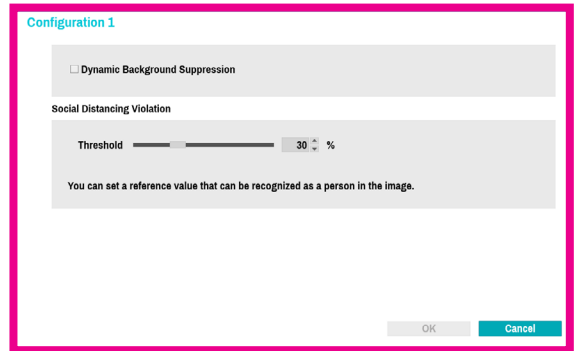 Configuration 1
Dynamic Background Suppression
Social Distancing Violation
Threshold 30 %
You can set a reference value that can be recognized as a person in the image.
OK Cancel